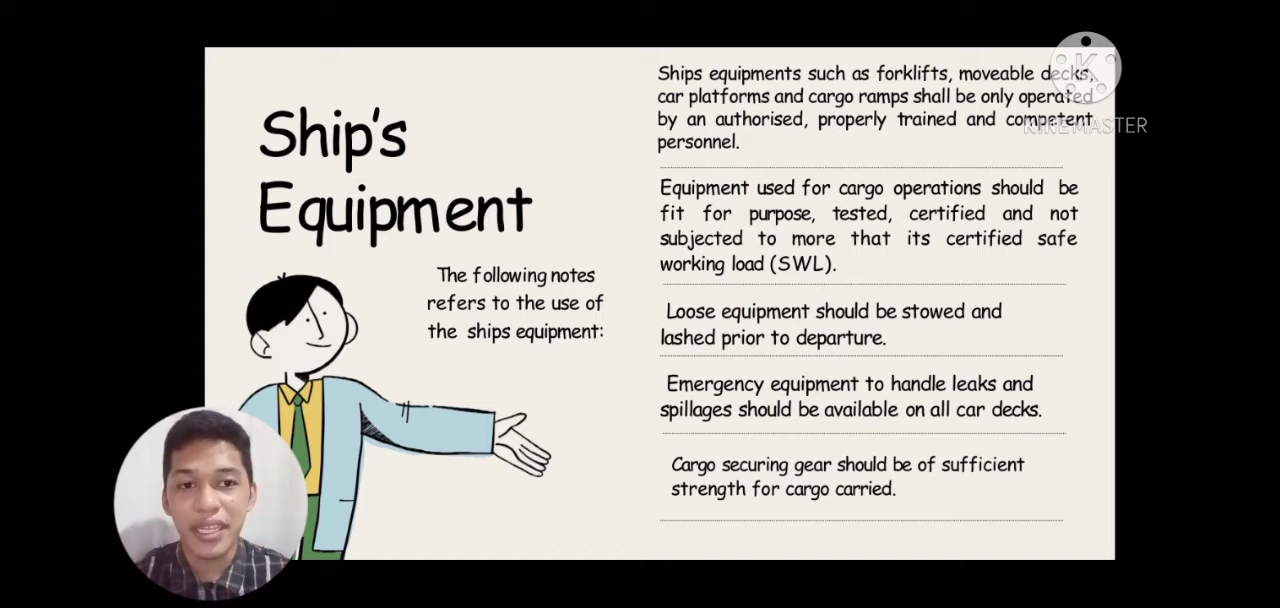 Ship's
Equipment
The following notes
refers to the use of
the ships equipment:
Ships equipments such as forklifts, moveable decks,
car platforms and cargo ramps shall be only operated
by an authorised, properly trained and competent
personnel.
Equipment used for cargo operations should be
fit for purpose, tested, certified and not
subjected to more that its certified safe
working load (SWL).
Loose equipment should be stowed and
lashed prior to departure.
Emergency equipment to handle leaks and
spillages should be available on all car decks.
Cargo securing gear should be of sufficient
strength for cargo carried.
K
KINEMASTER